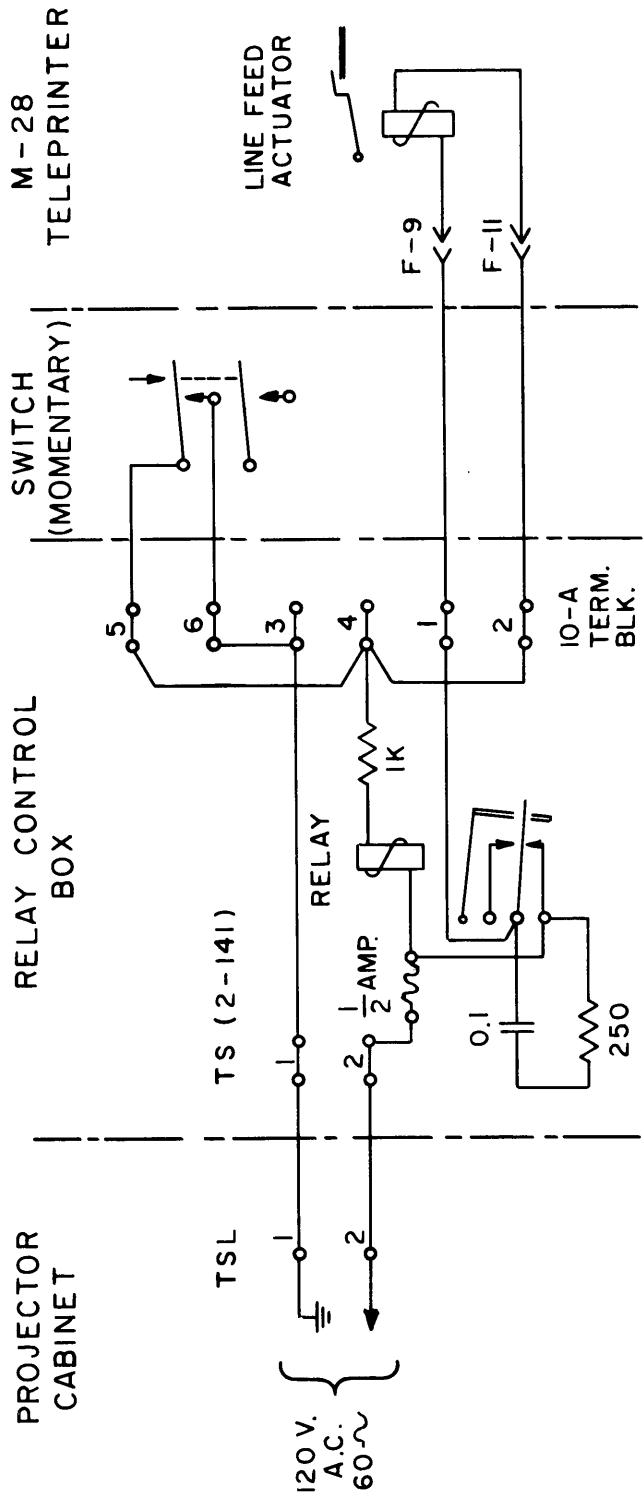 PROJECTOR
CABINET
RELAY CONTROL
BOX
SWITCH
(MOMENTARY)
M-28
TELEPRINTER
120 V.
A.C.
60~
TSL
1
2
TS (2-141)
1
2
1/2 AMP.
RELAY
1K
0.1
250
5
6
3
4
1
2
10-A
TERM.
BLK.
F-9
F-11
LINE FEED
ACTUATOR